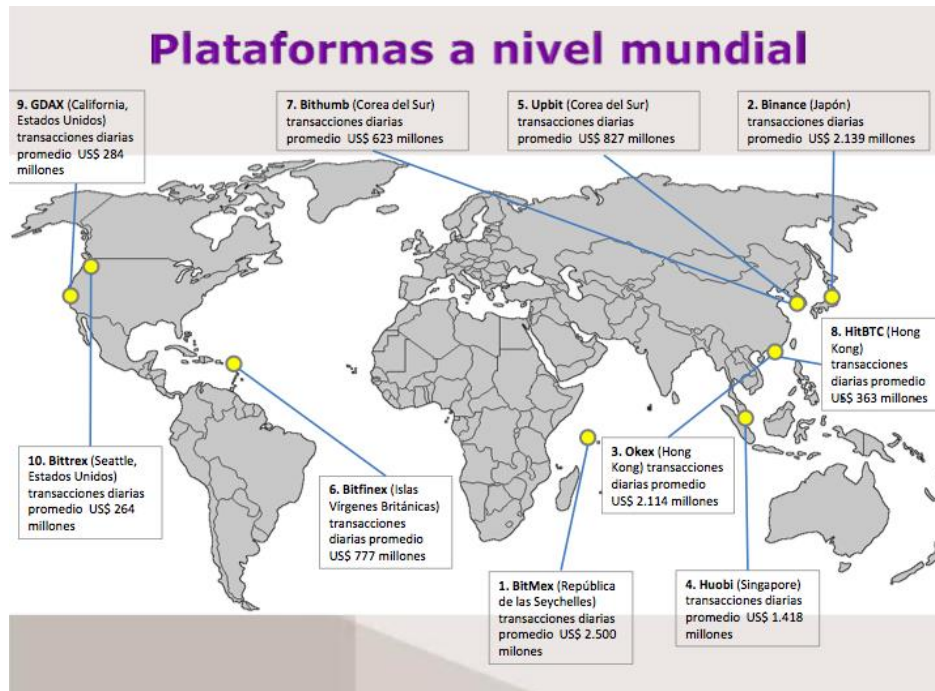 Plataformas a nivel mundial
9. GDAX (California,
Estados Unidos)
transacciones diarias
promedio US$ 284
millones
7. Bithumb (Corea del Sur)
transacciones diarias
promedio US$ 623 millones
5. Upbit (Corea del Sur)
transacciones diarias
promedio US$ 827 millones
2. Binance (Japón)
transacciones diarias
promedio US$ 2.139 millones
8. HitBTC (Hong
Kong)
transacciones
diarias promedio
U$S 363 millones
10. Bittrex (Seattle,
Estados Unidos)
transacciones diarias
promedio US$ 264
millones
6. Bitfinex (Islas
Vírgenes Británicas)
transacciones
diarias promedio
US$ 777 millones
3. Okex (Hong
Kong) transacciones
diarias promedio
US$ 2.114 millones
1. BitMex (República
de las Seychelles)
transacciones diarias
promedio US$ 2.500
milones
4. Huobi (Singapore)
transacciones diarias
promedio US$ 1.418
millones